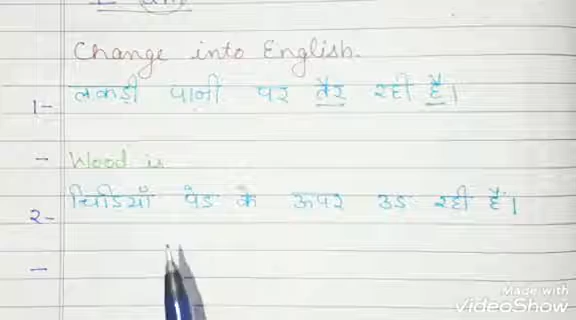 Change into English.
1- लकड़ी पानी पर तैर रही है।
- Wood is
2- चिडियाँ पेड के ऊपर उड रही हैं।
-
Made with
VideoShow